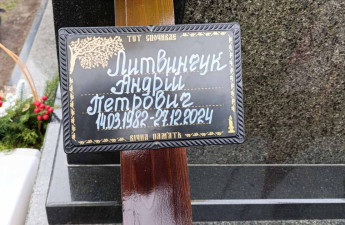 ТУТ СПОЧИВАЄ
Литвинчук
Андрій
Петрович
14.03.1982-27.12.2024
ВІЧНА ПАМ'ЯТЬ